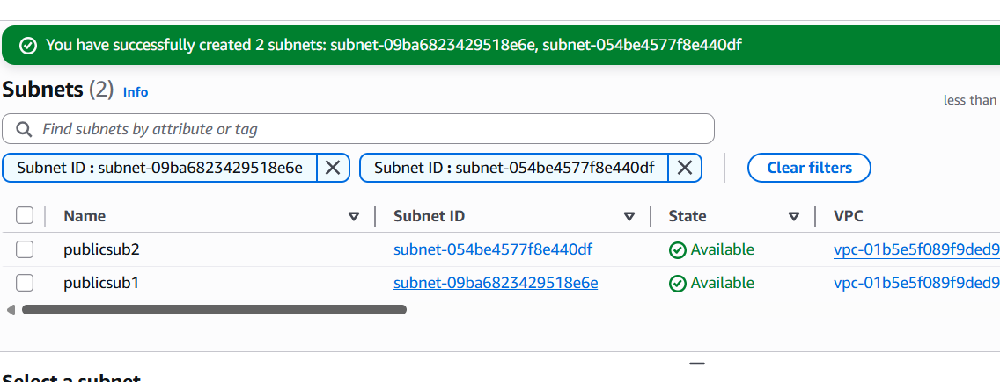 You have successfully created 2 subnets: subnet-09ba6823429518e6e, subnet-054be4577f8e440df
Subnets (2) Info
less than
Find subnets by attribute or tag
Subnet ID : subnet-09ba6823429518e6e
Subnet ID : subnet-054be4577f8e440df
Clear filters
Name Subnet ID State VPC
publicsub2 subnet-054be4577f8e440df Available vpc-01b5e5f089f9ded9
publicsub1 subnet-09ba6823429518e6e Available vpc-01b5e5f089f9ded9
Select a subnet